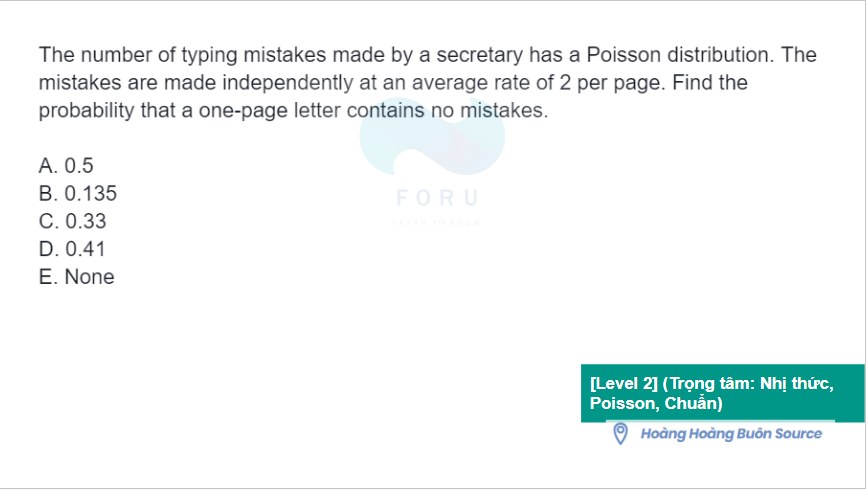 The number of typing mistakes made by a secretary has a Poisson distribution. The
mistakes are made independently at an average rate of 2 per page. Find the
probability that a one-page letter contains no mistakes.
A. 0.5
B. 0.135
C. 0.33
D. 0.41
E. None
FORU
[Level 2] (Trọng tâm: Nhị thức,
Poisson, Chuẩn)
Hoàng Hoàng Buôn Source